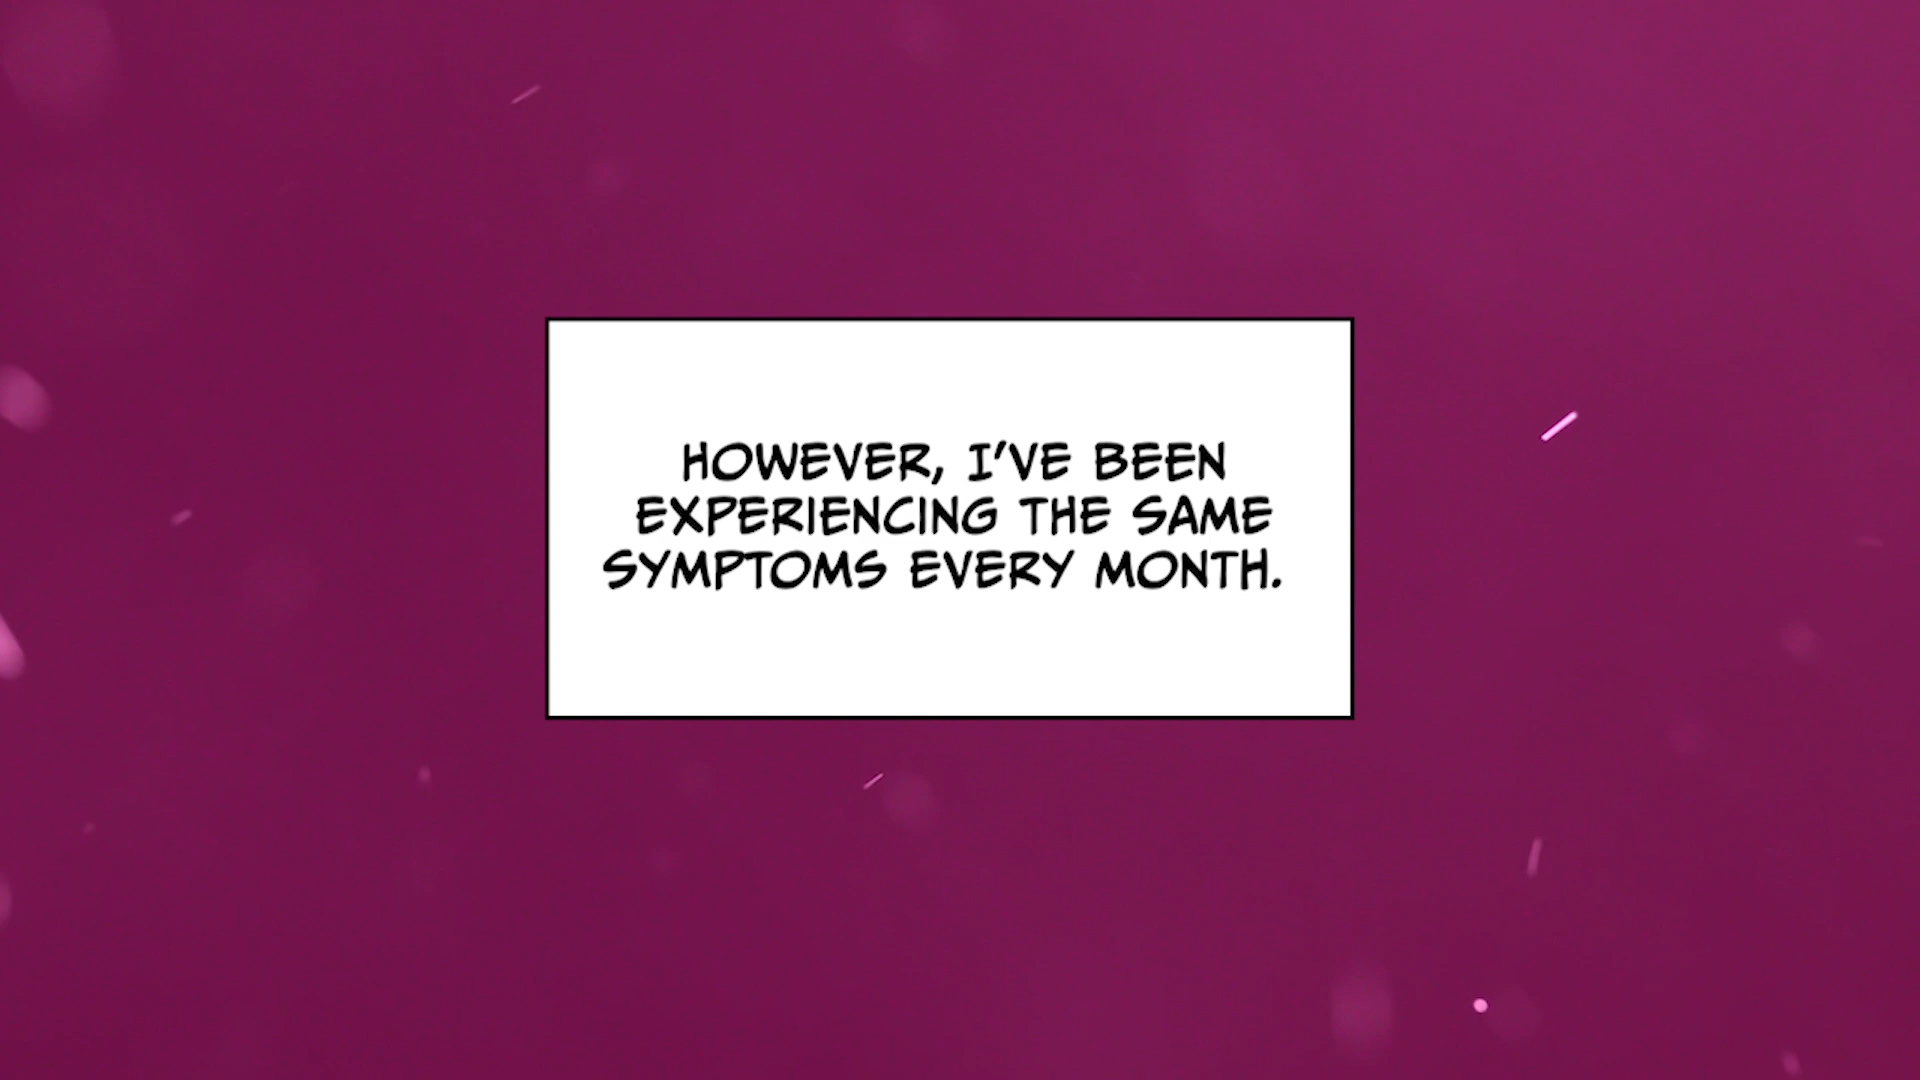 HOWEVER, I'VE BEEN
EXPERIENCING THE SAME
SYMPTOMS EVERY MONTH.